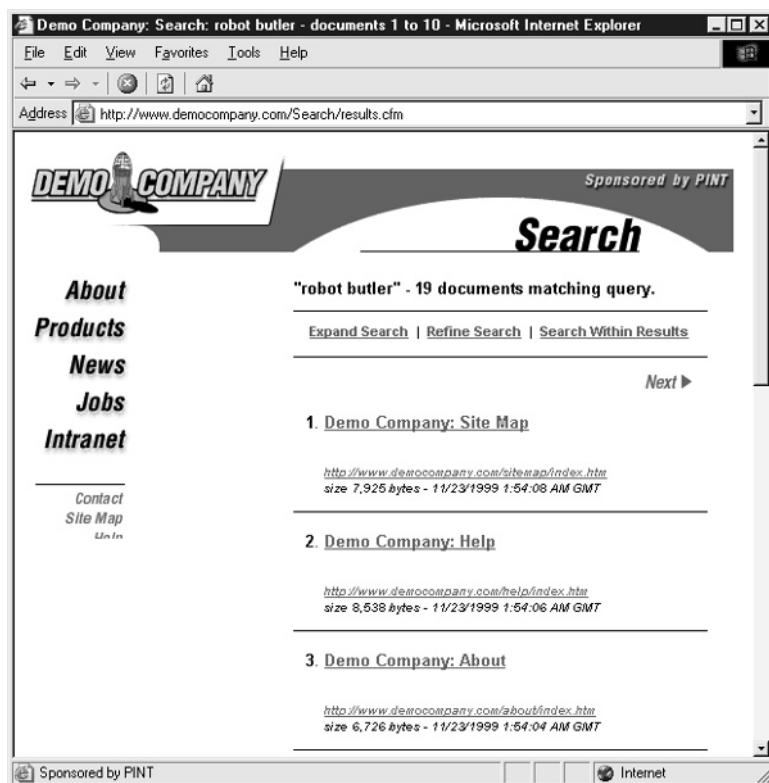 Demo Company: Search: robot butler - documents 1 to 10 - Microsoft Internet Explorer
File Edit View Favorites Tools Help
Address http://www.democompany.com/Search/results.cfm
DEMO COMPANY
Sponsored by PINT
Search
About
Products
News
Jobs
Intranet
Contact
Site Map
Help
"robot butler" - 19 documents matching query.
Expand Search | Refine Search | Search Within Results
Next
1. Demo Company: Site Map
http://www.democompany.com/sitemap/index.htm
size 7,925 bytes - 11/23/1999 1:54:08 AM GMT
2. Demo Company: Help
http://www.democompany.com/help/index.htm
size 8,538 bytes - 11/23/1999 1:54:06 AM GMT
3. Demo Company: About
http://www.democompany.com/about/index.htm
size 6,726 bytes - 11/23/1999 1:54:04 AM GMT
Sponsored by PINT
Internet